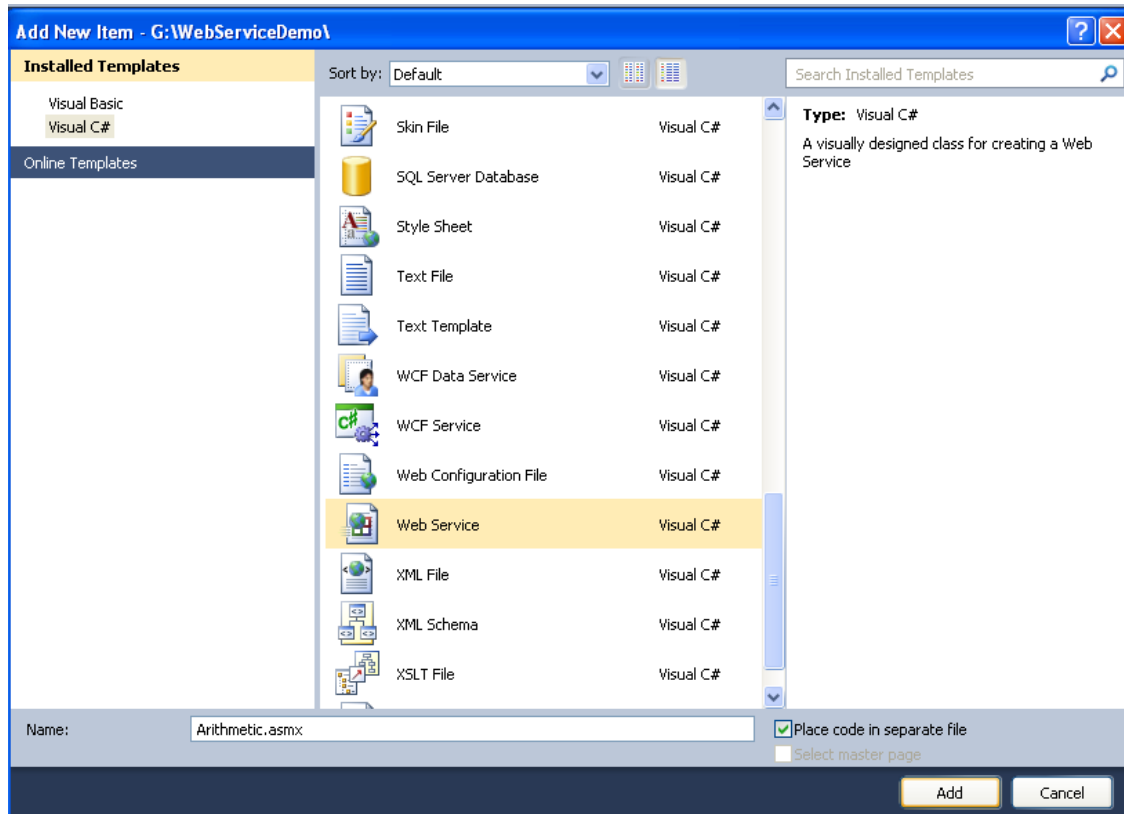 Add New Item - G:\WebServiceDemo\
Installed Templates
Visual Basic
Visual C#
Online Templates
Sort by: Default
Search Installed Templates
Skin File Visual C#
SQL Server Database Visual C#
Style Sheet Visual C#
Text File Visual C#
Text Template Visual C#
WCF Data Service Visual C#
WCF Service Visual C#
Web Configuration File Visual C#
Web Service Visual C#
XML File Visual C#
XML Schema Visual C#
XSLT File Visual C#
Type: Visual C#
A visually designed class for creating a Web
Service
Name: Arithmetic.asmx
Place code in separate file
Select master page
Add Cancel